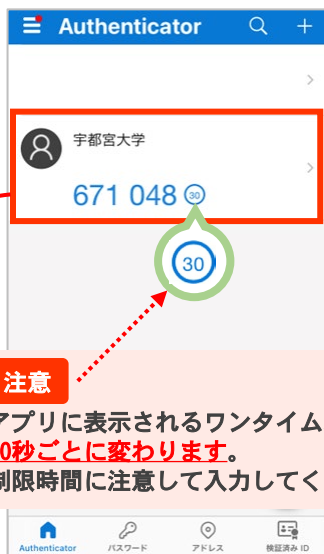 Authenticator
宇都宮大学
671 048 30
30
注意
アプリに表示されるワンタイム
0秒ごとに変わります。
制限時間に注意して入力してく
Authenticator パスワード アドレス 検証済み ID